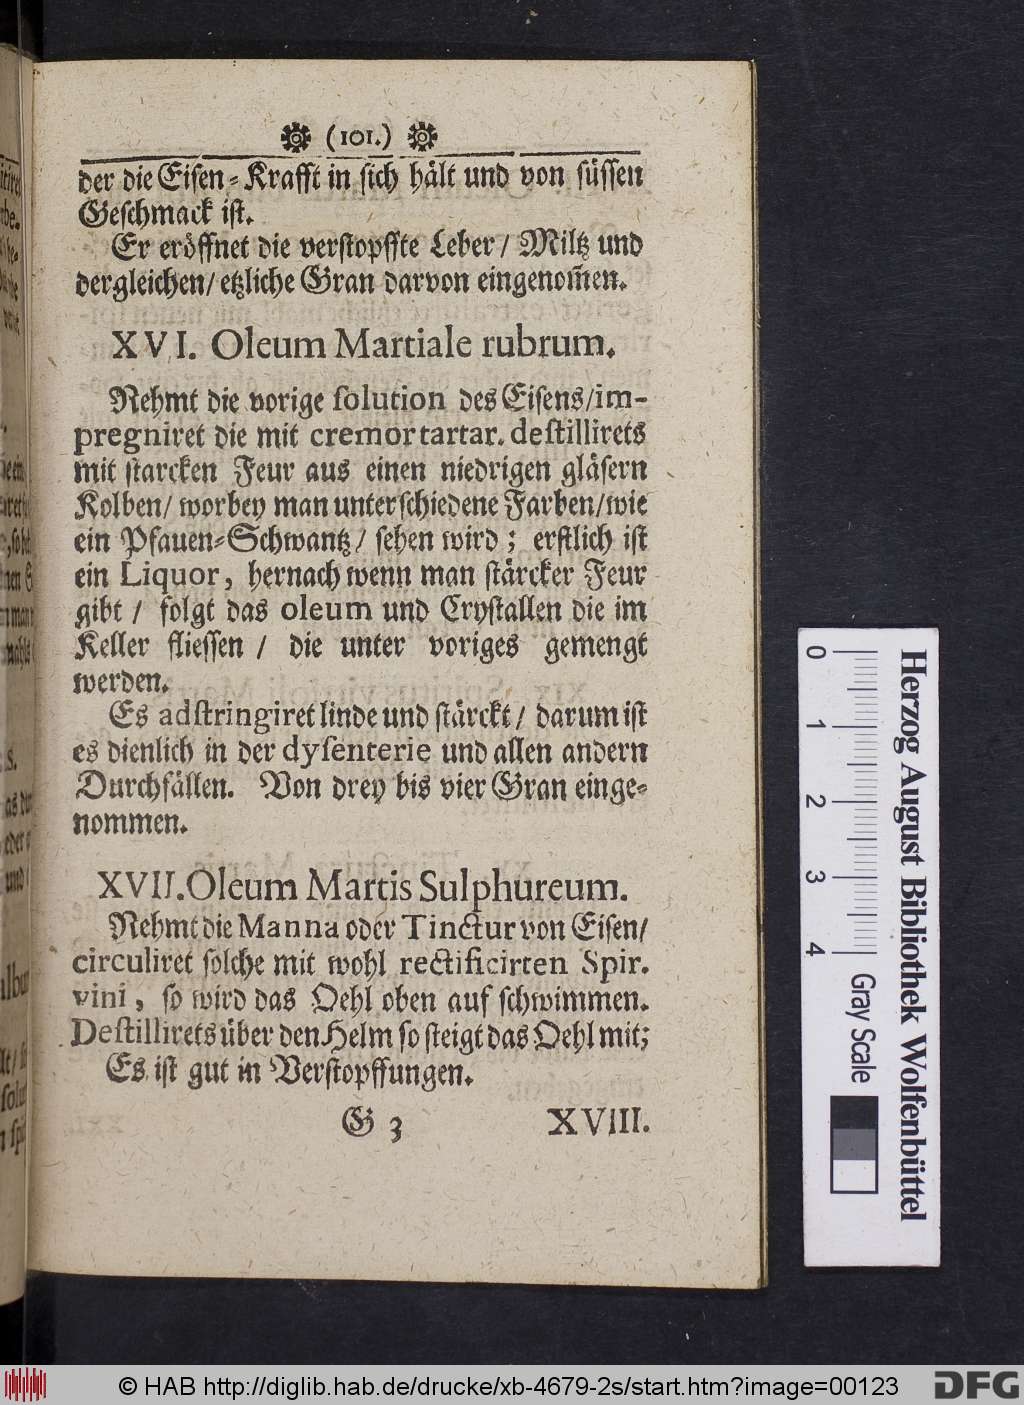 (101.)
der die Eisen-Krafft in sich hält und von süssen
Geschmack ist.
Er eröffnet die verstopffte Leber/ Miltz und
dergleichen/ etzliche Gran darvon eingenom̅en.
XVI. Oleum Martiale rubrum.
Nehmt die vorige solution des Eisens/im-
pregniret die mit cremor tartar. destillirets
mit starcken Feur aus einen niedrigen gläsern
Kolben/ worbey man unterschiedene Farben/wie
ein Pfauen-Schwantz/ sehen wird; erstlich ist
ein Liquor, hernach wenn man stärcker Feur
gibt/ folgt das oleum und Crystallen die im
Keller fliessen/ die unter voriges gemengt
werden.
Es adstringiret linde und stärckt/ darum ist
es dienlich in der dysenterie und allen andern
Durchfällen. Von drey bis vier Gran einge-
nommen.
XVII. Oleum Martis Sulphureum.
Nehmt die Manna oder Tinctur von Eisen/
circuliret solche mit wohl rectificirten Spir.
vini, so wird das Oehl oben auf schwimmen.
Destillirets über den Helm so steigt das Oehl mit;
Es ist gut in Verstopffungen.
G 3 XVIII.
0 1 2 3 4
Herzog August Bibliothek Wolfenbüttel
Gray Scale
© HAB http://diglib.hab.de/drucke/xb-4679-2s/start.htm?image=00123
DFG